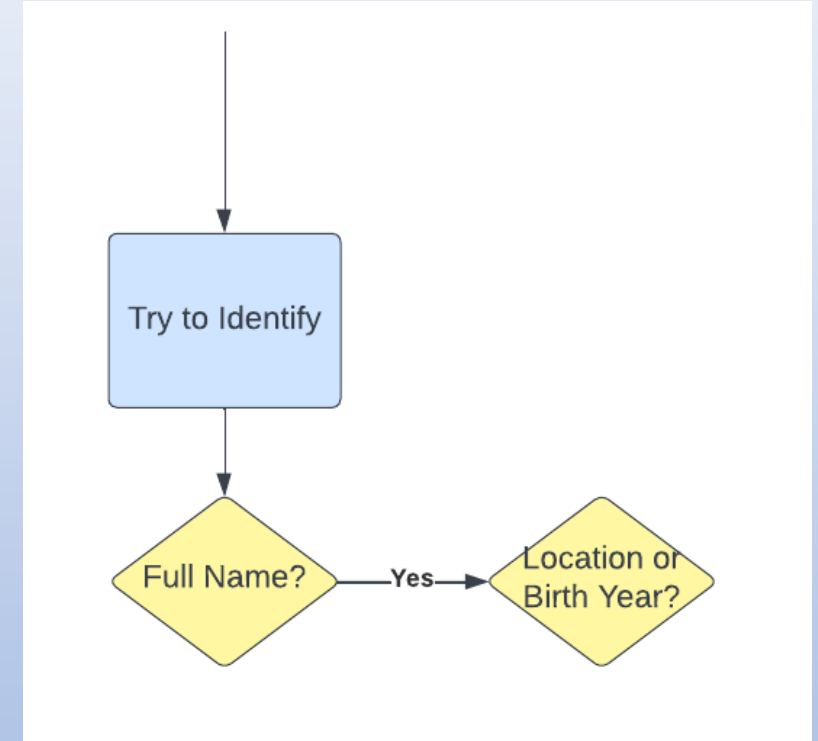 Try to Identify
Full Name?
Yes
Location or
Birth Year?